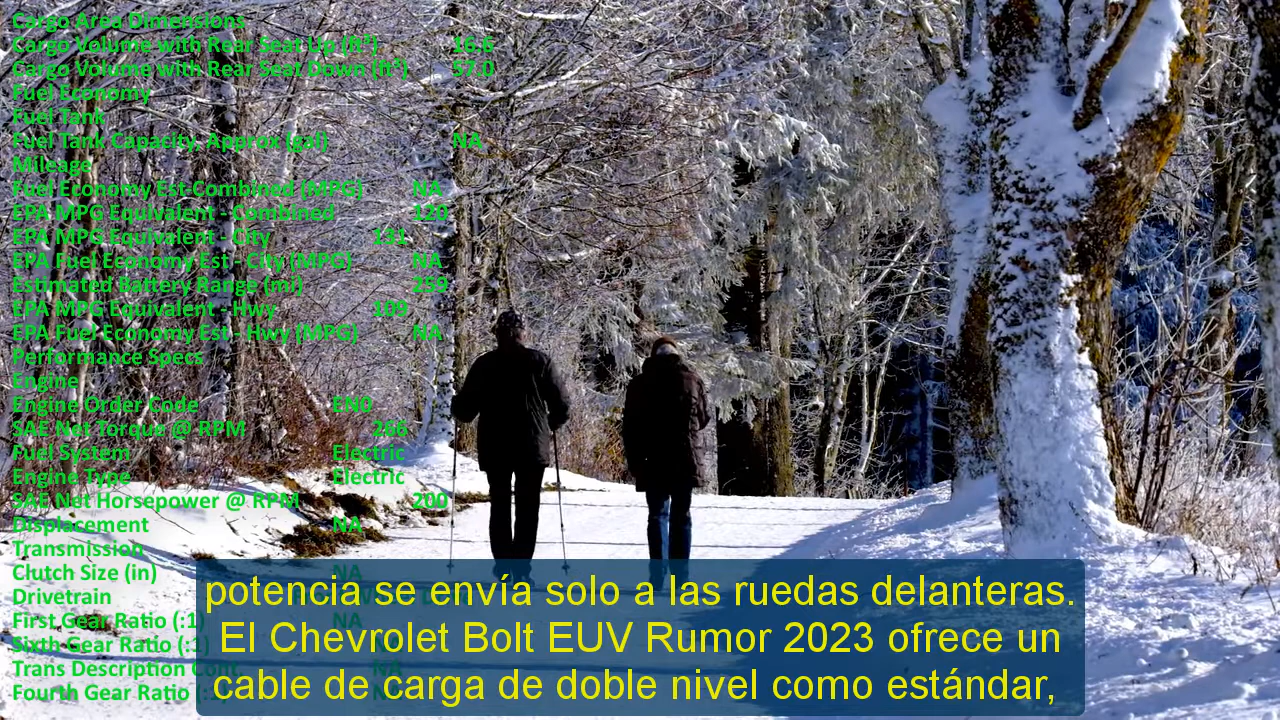 Cargo Area Dimensions
Cargo Volume with Rear Seat Up (ft³) 16.6
Cargo Volume with Rear Seat Down (ft³) 57.0
Fuel Economy
Fuel Tank
Fuel Tank Capacity, Approx (gal) NA
Mileage
Fuel Economy Est-Combined (MPG) NA
EPA MPG Equivalent - Combined 120
EPA MPG Equivalent - City 131
EPA Fuel Economy Est - City (MPG) NA
Estimated Battery Range (mi) 259
EPA MPG Equivalent - Hwy 109
EPA Fuel Economy Est - Hwy (MPG) NA
Performance Specs
Engine
Engine Order Code EN0
SAE Net Torque @ RPM 266
Fuel System Electric
Engine Type Electric
SAE Net Horsepower @ RPM 200
Displacement NA
Transmission
Clutch Size (in) NA
Drivetrain
First Gear Ratio (:1) NA
Sixth Gear Ratio (:1)
Trans Description Cont NA
Fourth Gear Ratio
potencia se envía solo a las ruedas delanteras.
El Chevrolet Bolt EUV Rumor 2023 ofrece un
cable de carga de doble nivel como estándar,